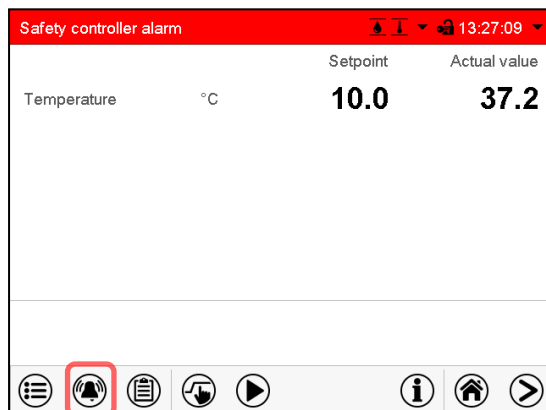 Safety controller alarm 13:27:09
Setpoint Actual value
Temperature °C 10.0 37.2